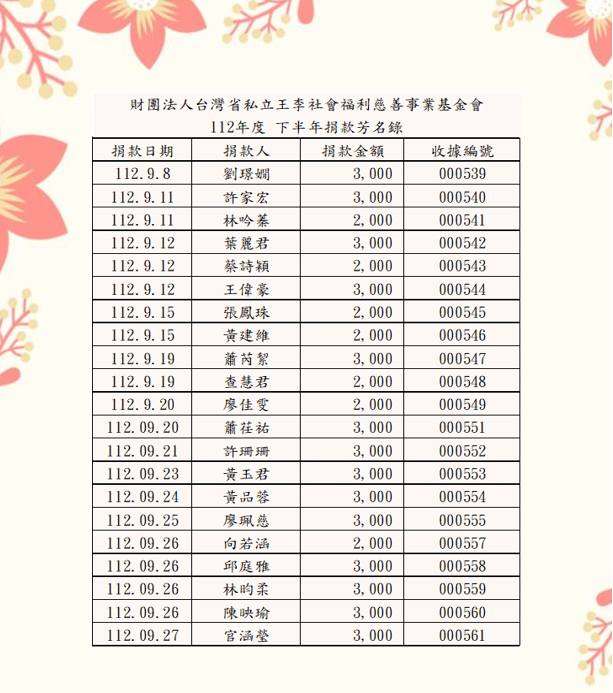 財團法人台灣省私立王李社會福利慈善事業基金會
112年度 下半年捐款芳名錄
捐款日期 捐款人 捐款金額 收據編號
112.9.8 劉璟嫺 3,000 000539
112.9.11 許家宏 3,000 000540
112.9.11 林吟蓁 2,000 000541
112.9.12 葉麗君 3,000 000542
112.9.12 蔡詩穎 2,000 000543
112.9.12 王偉豪 3,000 000544
112.9.15 張鳳珠 2,000 000545
112.9.15 黃建維 2,000 000546
112.9.19 蕭芮絜 3,000 000547
112.9.19 查慧君 2,000 000548
112.9.20 廖佳雯 2,000 000549
112.09.20 蕭荏祐 3,000 000551
112.09.21 許珊珊 3,000 000552
112.09.23 黃玉君 3,000 000553
112.09.24 黃品蓉 3,000 000554
112.09.25 廖珮慈 3,000 000555
112.09.26 向若涵 2,000 000557
112.09.26 邱庭雅 3,000 000558
112.09.26 林昀柔 3,000 000559
112.09.26 陳映瑜 3,000 000560
112.09.27 官涵瑩 3,000 000561